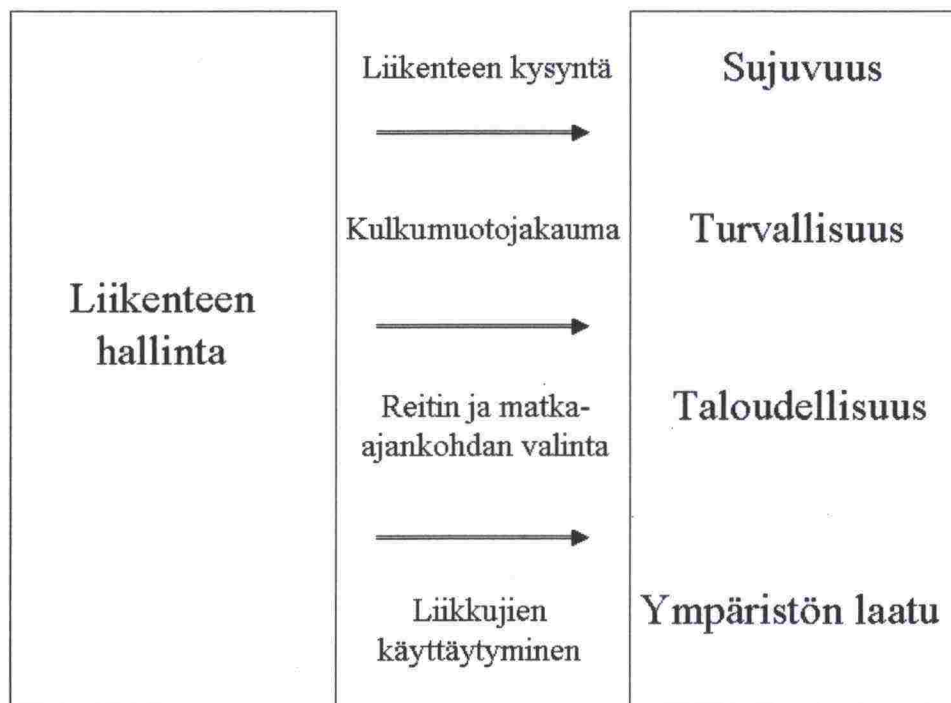 Liikenteen
hallinta
Liikenteen kysyntä
Kulkumuotojakauma
Reitin ja matka-
ajankohdan valinta
Liikkujien
käyttäytyminen
Sujuvuus
Turvallisuus
Taloudellisuus
Ympäristön laatu